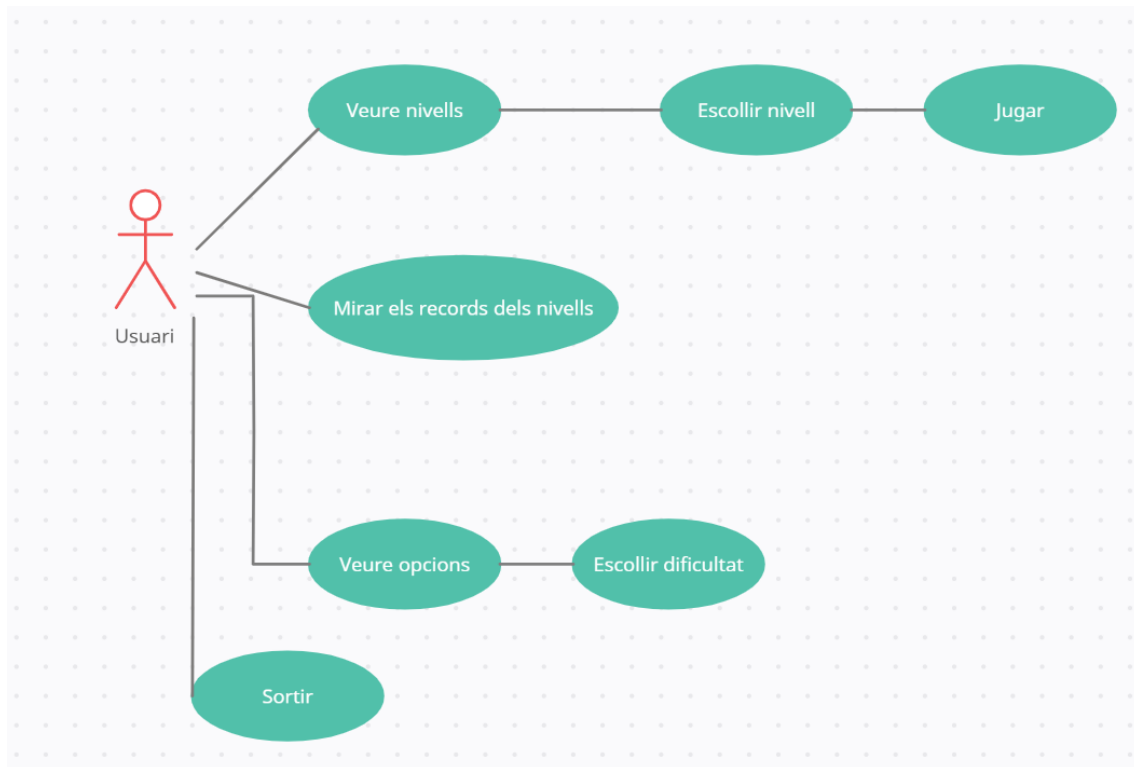 Veure nivells
Escollir nivell
Jugar
Usuari
Mirar els records dels nivells
Veure opcions
Escollir dificultat
Sortir